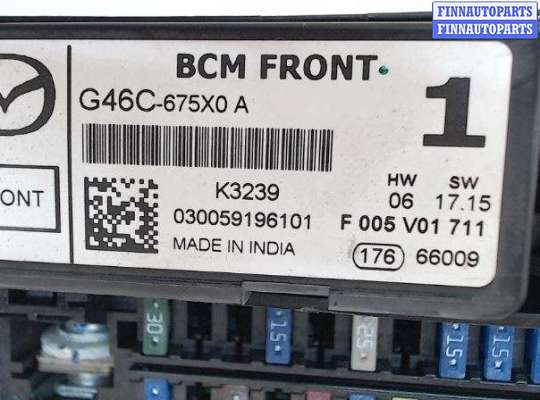 FINNAUTOPARTS
FINNAUTOPARTS
BCM FRONT
G46C-675X0 A
1
ONT
K3239
HW SW
030059196101
06 17.15
F 005 V01 711
MADE IN INDIA
176 66009
30
15
25
15
15